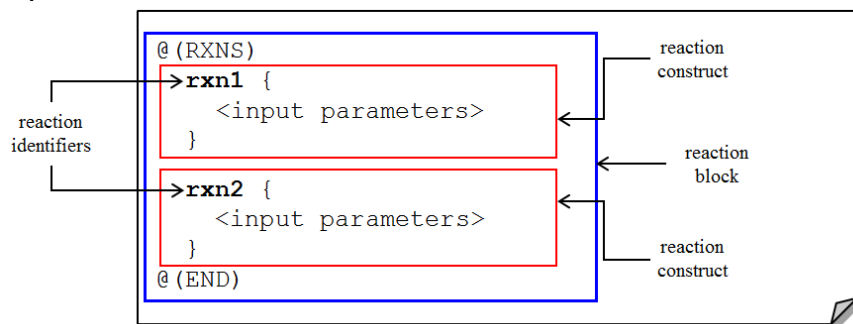 @(RXNS)
rxn1 {
<input parameters>
}
rxn2 {
<input parameters>
}
@(END)
reaction
identifiers
reaction
construct
reaction
block
reaction
construct